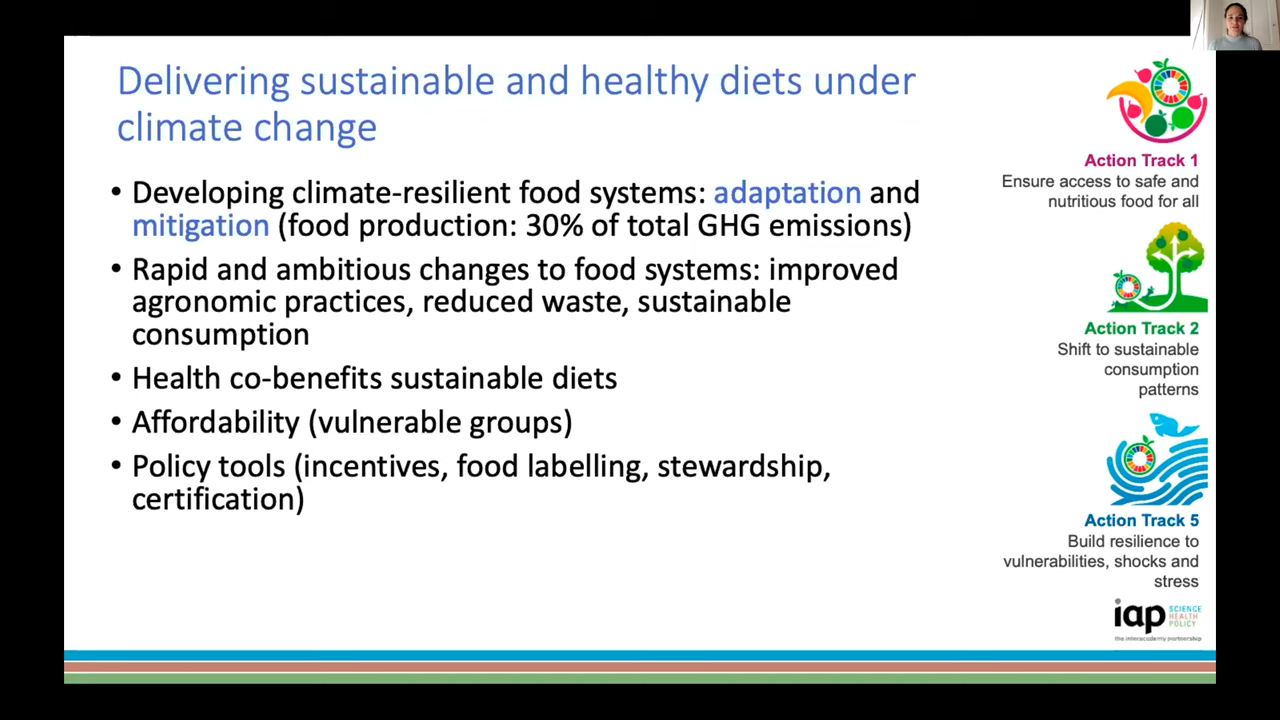 Delivering sustainable and healthy diets under
climate change
• Developing climate-resilient food systems: adaptation and
mitigation (food production: 30% of total GHG emissions)
• Rapid and ambitious changes to food systems: improved
agronomic practices, reduced waste, sustainable
consumption
• Health co-benefits sustainable diets
• Affordability (vulnerable groups)
• Policy tools (incentives, food labelling, stewardship,
certification)
Action Track 1
Ensure access to safe and
nutritious food for all
Action Track 2
Shift to sustainable
consumption
patterns
Action Track 5
Build resilience to
vulnerabilities, shocks and
stress
iap SCIENCE
HEALTH
POLICY
the interacademy partnership